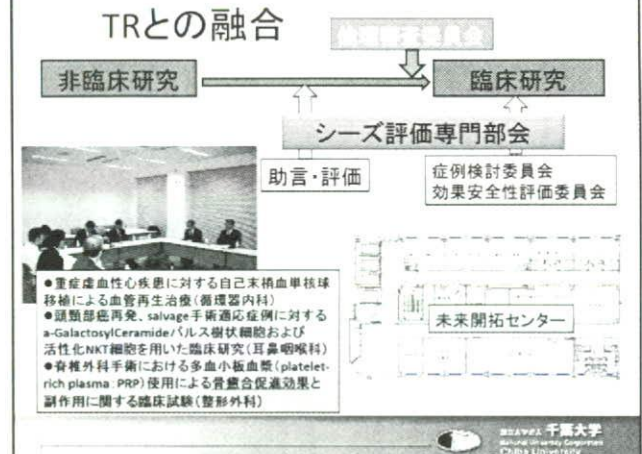 TRとの融合
非臨床研究
臨床研究
シーズ評価専門部会
助言・評価
症例検討委員会
効果安全性評価委員会
●重症虚血性心疾患に対する自己末梢血単核球
移植による血管再生治療(循環器内科)
●頭頸部癌再発、salvage手術適応症例に対する
a-GalactosylCeramideパルス樹状細胞および
活性化NKT細胞を用いた臨床研究(耳鼻咽喉科)
●脊椎外科手術における多血小板血漿(platelet-
rich plasma: PRP)使用による骨癒合促進効果と
副作用に関する臨床試験(整形外科)
未来開拓センター
千葉大学
Chiba University